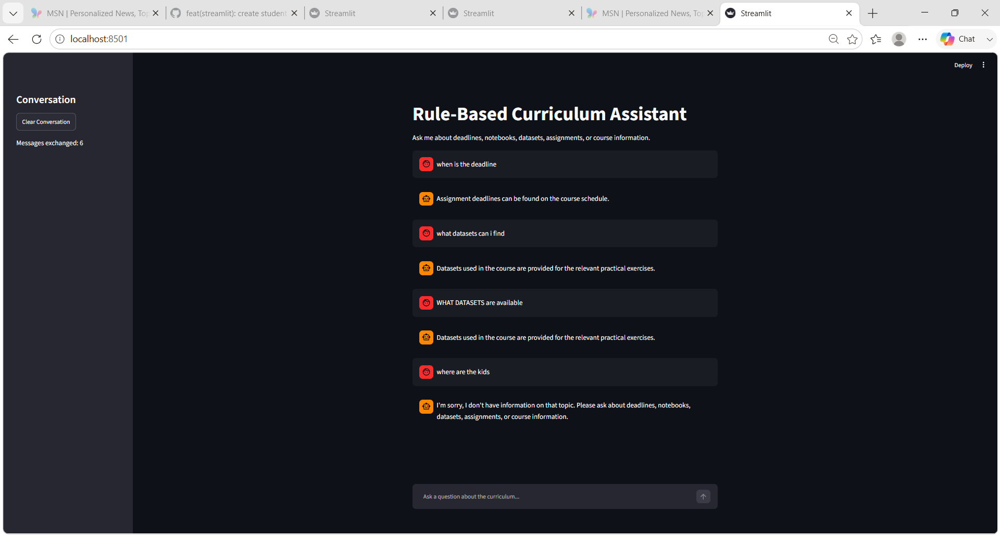 MSN | Personalized News, Top
feat(streamlit): create student
Streamlit
Streamlit
MSN | Personalized News, Top
Streamlit
localhost:8501
Chat
Deploy
Conversation
Clear Conversation
Messages exchanged: 6
Rule-Based Curriculum Assistant
Ask me about deadlines, notebooks, datasets, assignments, or course information.
when is the deadline
Assignment deadlines can be found on the course schedule.
what datasets can i find
Datasets used in the course are provided for the relevant practical exercises.
WHAT DATASETS are available
Datasets used in the course are provided for the relevant practical exercises.
where are the kids
I'm sorry, I don't have information on that topic. Please ask about deadlines, notebooks,
datasets, assignments, or course information.
Ask a question about the curriculum...